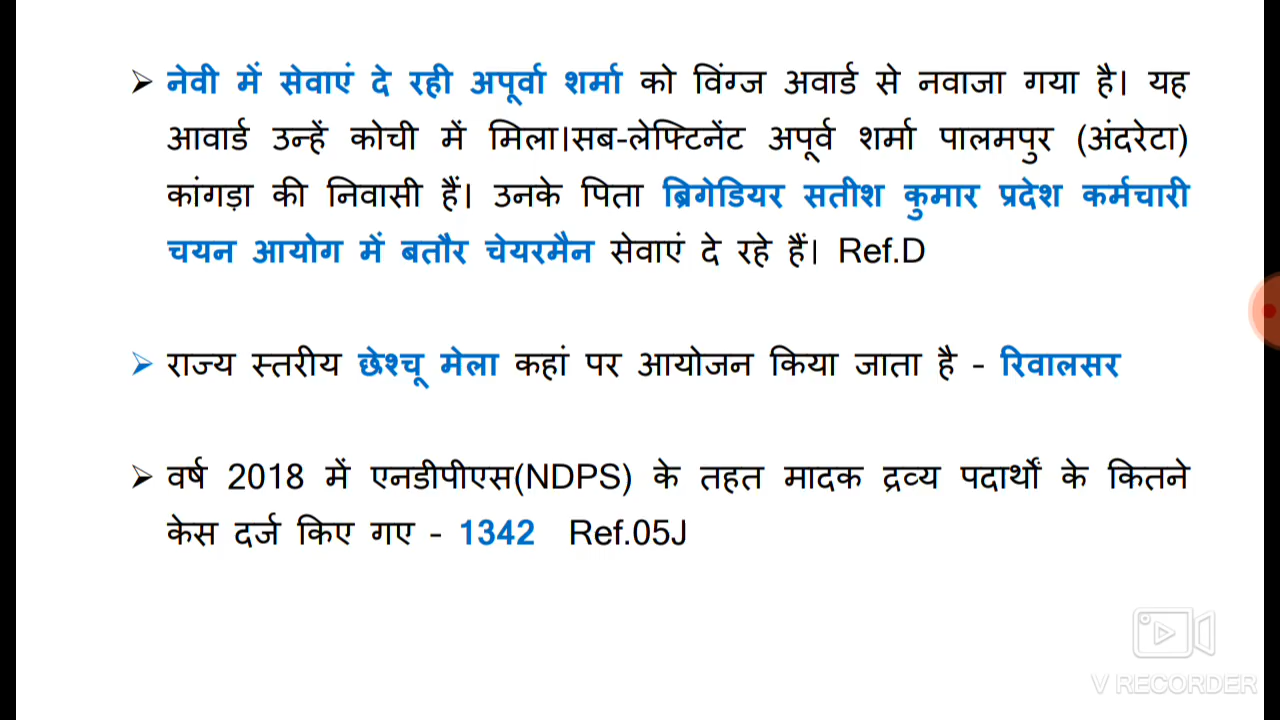 ➢ नेवी में सेवाएं दे रही अपूर्वा शर्मा को विंग्ज अवार्ड से नवाजा गया है। यह
आवार्ड उन्हें कोची में मिला।सब-लेफ्टिनेंट अपूर्व शर्मा पालमपुर (अंदरेटा)
कांगड़ा की निवासी हैं। उनके पिता ब्रिगेडियर सतीश कुमार प्रदेश कर्मचारी
चयन आयोग में बतौर चेयरमैन सेवाएं दे रहे हैं। Ref.D
➢ राज्य स्तरीय छेश्चू मेला कहां पर आयोजन किया जाता है - रिवालसर
➢ वर्ष 2018 में एनडीपीएस(NDPS) के तहत मादक द्रव्य पदार्थों के कितने
केस दर्ज किए गए - 1342 Ref.05J
V RECORDER